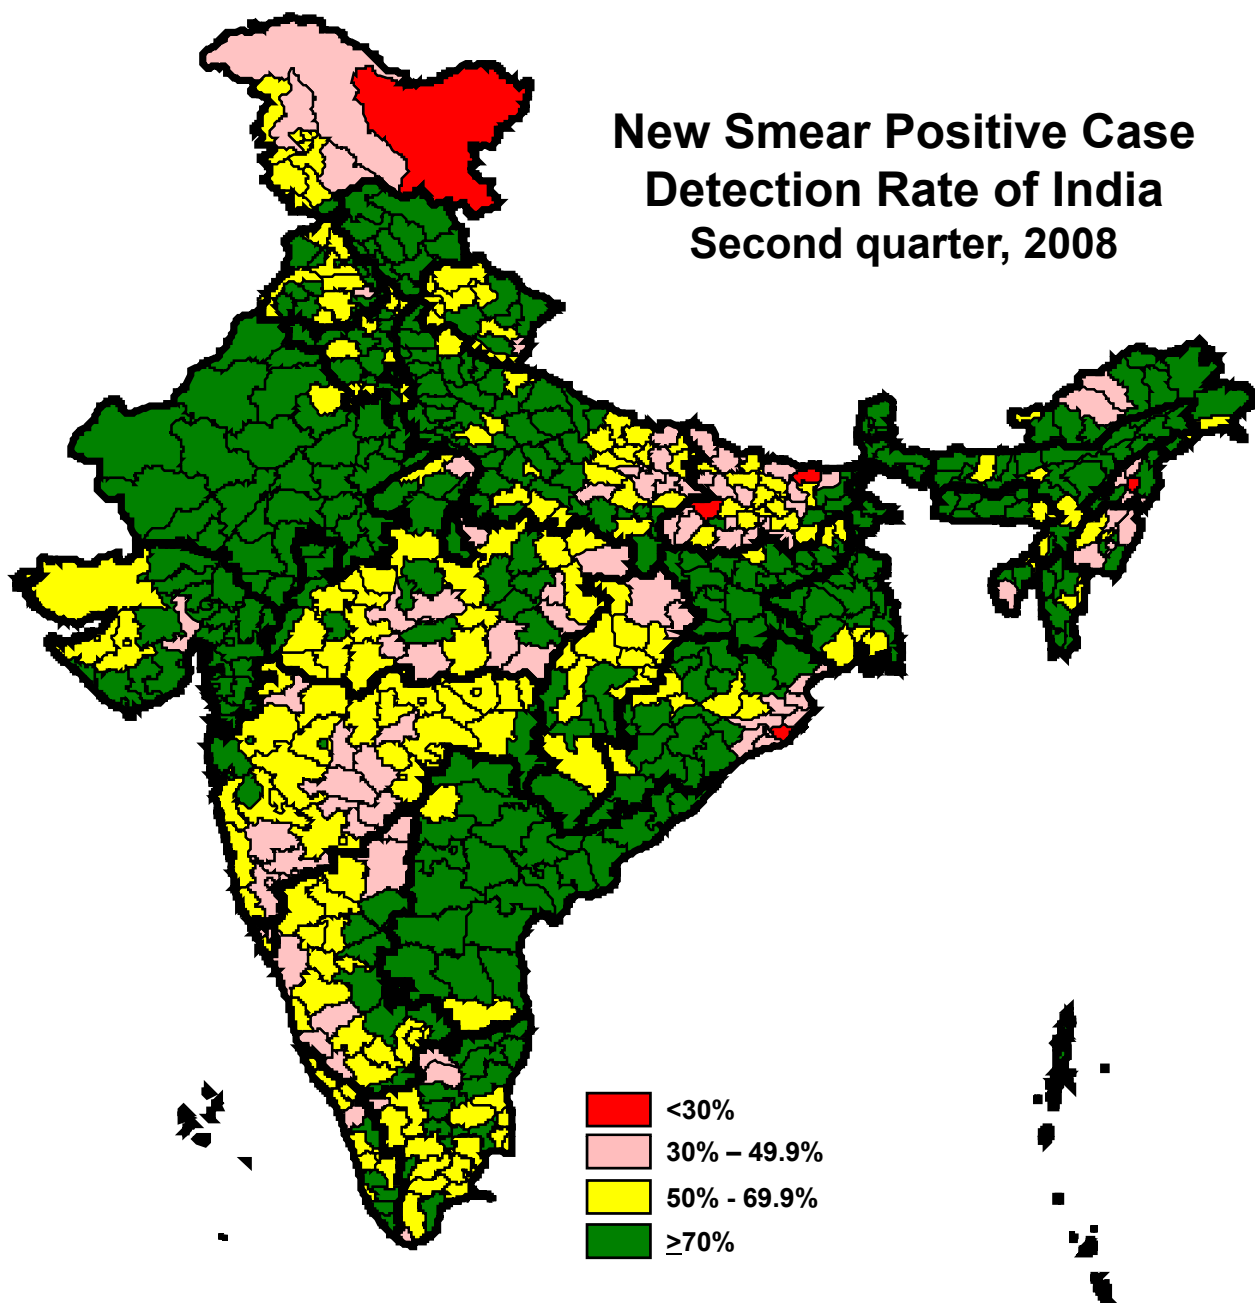 New Smear Positive Case
Detection Rate of India
Second quarter, 2008
<30%
30% – 49.9%
50% - 69.9%
≥70%